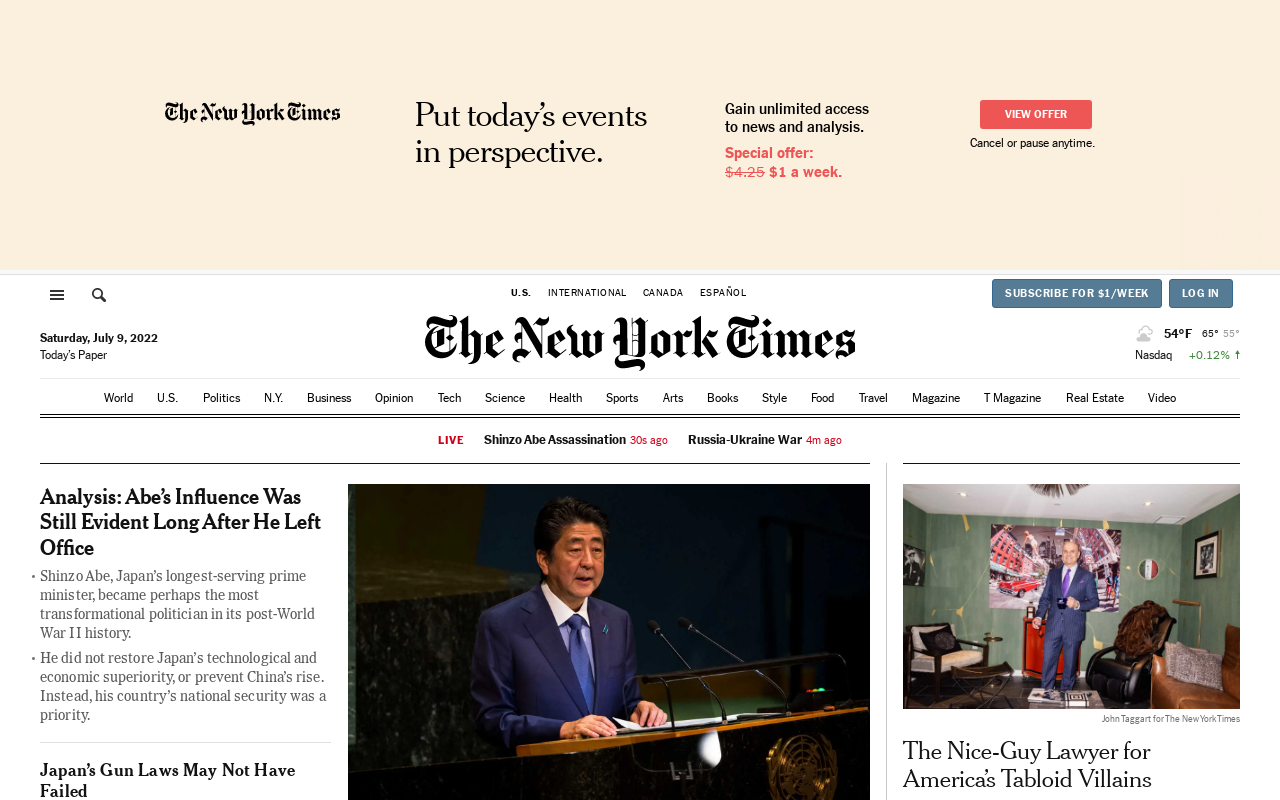 The New York Times
Put today's events
in perspective.
Gain unlimited access
to news and analysis.
Special offer:
$4.25 $1 a week.
VIEW OFFER
Cancel or pause anytime.
U.S. INTERNATIONAL CANADA ESPAÑOL
SUBSCRIBE FOR $1/WEEK LOG IN
Saturday, July 9, 2022
Today's Paper
The New York Times
54°F 65° 55°
Nasdaq +0.12% ↑
World U.S. Politics N.Y. Business Opinion Tech Science Health Sports Arts Books Style Food Travel Magazine T Magazine Real Estate Video
LIVE Shinzo Abe Assassination 30s ago Russia-Ukraine War 4m ago
Analysis: Abe's Influence Was
Still Evident Long After He Left
Office
• Shinzo Abe, Japan's longest-serving prime
minister, became perhaps the most
transformational politician in its post-World
War II history.
• He did not restore Japan's technological and
economic superiority, or prevent China's rise.
Instead, his country's national security was a
priority.
Japan's Gun Laws May Not Have
Failed
John Taggart for The New York Times
The Nice-Guy Lawyer for
America's Tabloid Villains